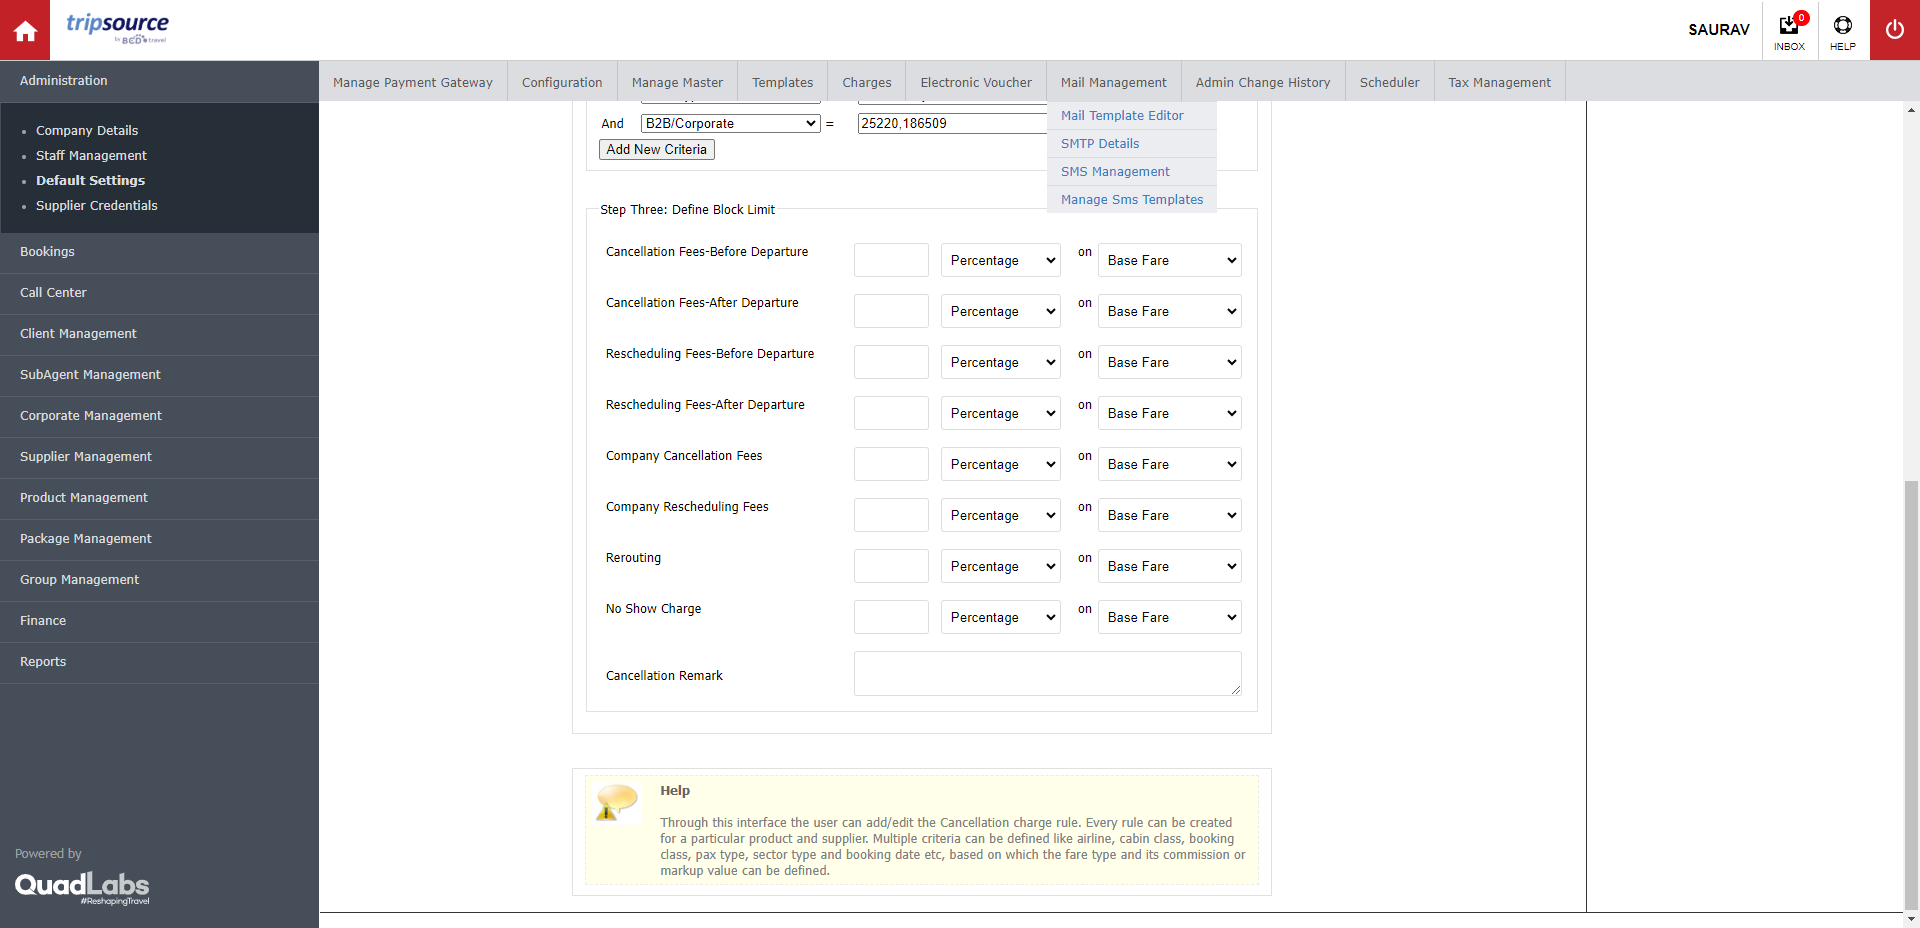 tripsource
by BCD travel
SAURAV
0
INBOX
HELP
Administration
Company Details
Staff Management
Default Settings
Supplier Credentials
Bookings
Call Center
Client Management
SubAgent Management
Corporate Management
Supplier Management
Product Management
Package Management
Group Management
Finance
Reports
Powered by
QuadLabs
#ReshapingTravel
Manage Payment Gateway
Configuration
Manage Master
Templates
Charges
Electronic Voucher
Mail Management
Admin Change History
Scheduler
Tax Management
Mail Template Editor
SMTP Details
SMS Management
Manage Sms Templates
And B2B/Corporate = 25220,186509
Add New Criteria
Step Three: Define Block Limit
Cancellation Fees-Before Departure Percentage on Base Fare
Cancellation Fees-After Departure Percentage on Base Fare
Rescheduling Fees-Before Departure Percentage on Base Fare
Rescheduling Fees-After Departure Percentage on Base Fare
Company Cancellation Fees Percentage on Base Fare
Company Rescheduling Fees Percentage on Base Fare
Rerouting Percentage on Base Fare
No Show Charge Percentage on Base Fare
Cancellation Remark
Help
Through this interface the user can add/edit the Cancellation charge rule. Every rule can be created
for a particular product and supplier. Multiple criteria can be defined like airline, cabin class, booking
class, pax type, sector type and booking date etc, based on which the fare type and its commission or
markup value can be defined.